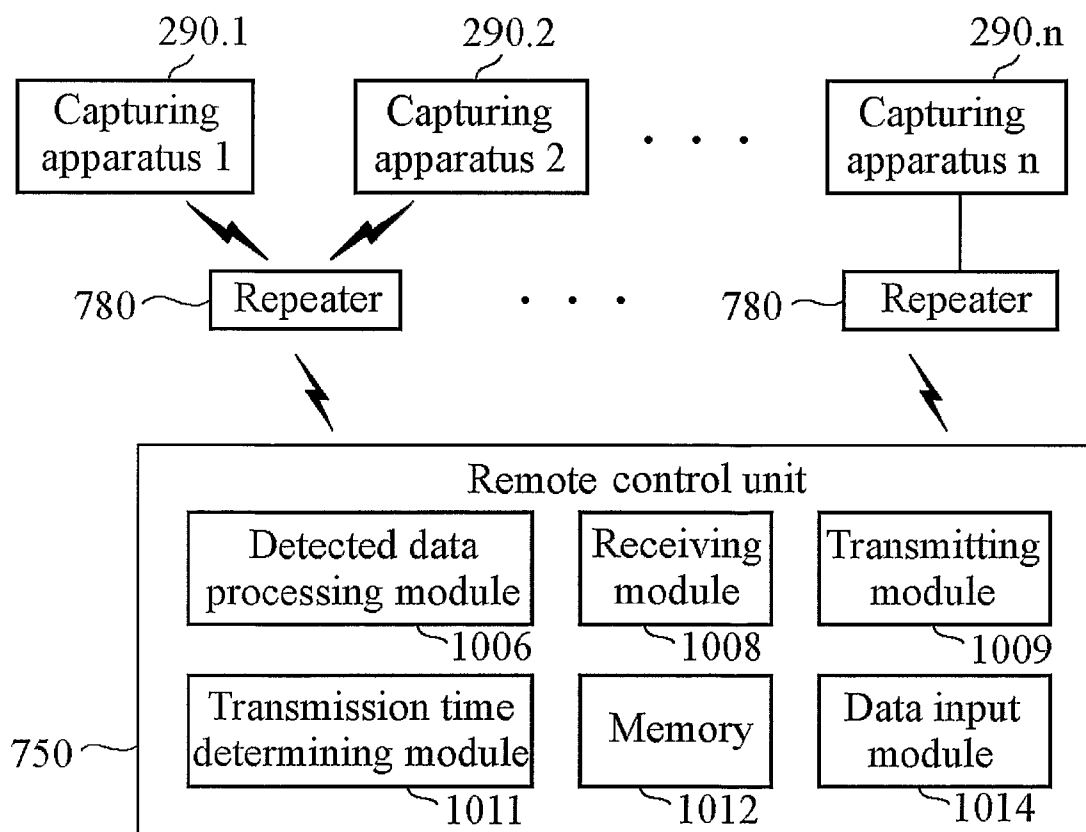 290.1
290.2
290.n
Capturing
apparatus 1
Capturing
apparatus 2
. . .
Capturing
apparatus n
780
Repeater
. . .
780
Repeater
Remote control unit
Detected data
processing module
1006
Receiving
module
1008
Transmitting
module
1009
750
Transmission time
determining module
1011
Memory
1012
Data input
module
1014